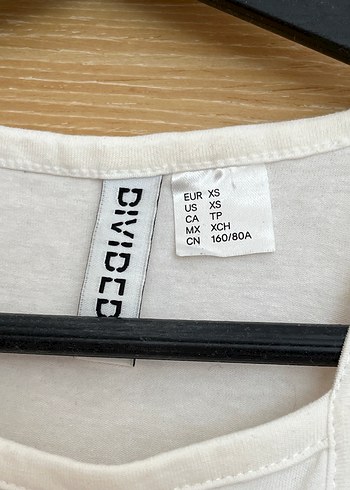 DIVIDED
EUR XS
US XS
CA TP
MX XCH
CN 160/80A